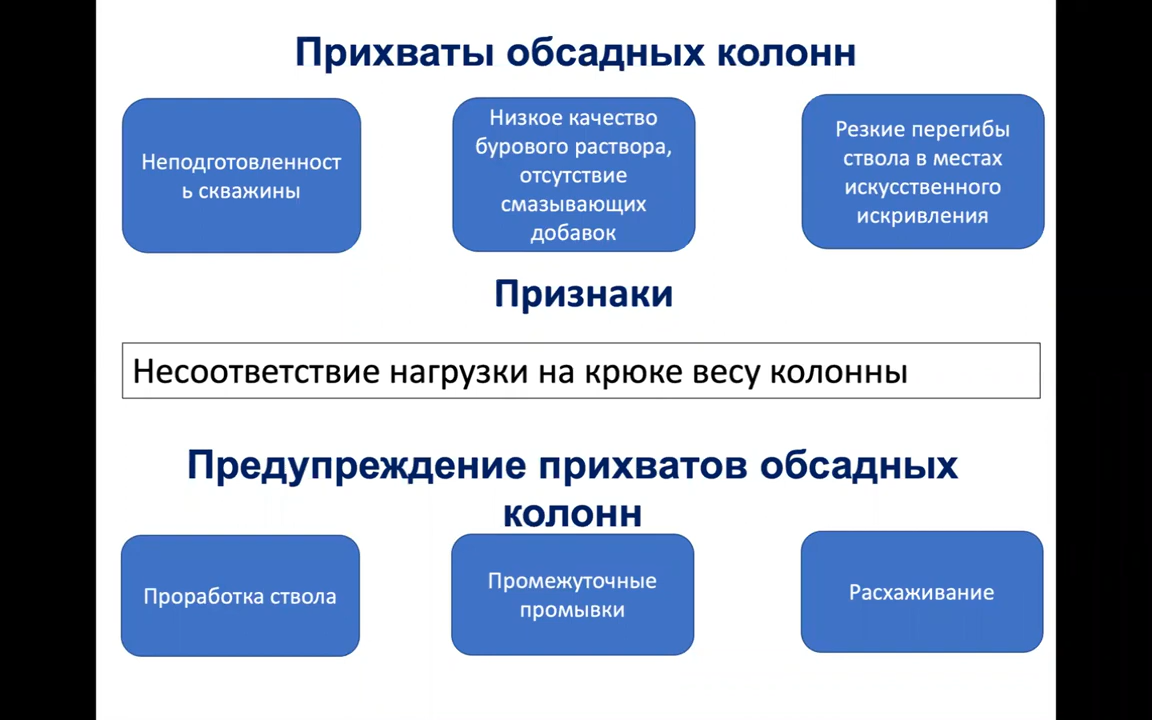 Прихваты обсадных колонн
Неподготовленност
ь скважины
Низкое качество
бурового раствора,
отсутствие
смазывающих
добавок
Резкие перегибы
ствола в местах
искусственного
искривления
Признаки
Несоответствие нагрузки на крюке весу колонны
Предупреждение прихватов обсадных
колонн
Проработка ствола
Промежуточные
промывки
Расхаживание